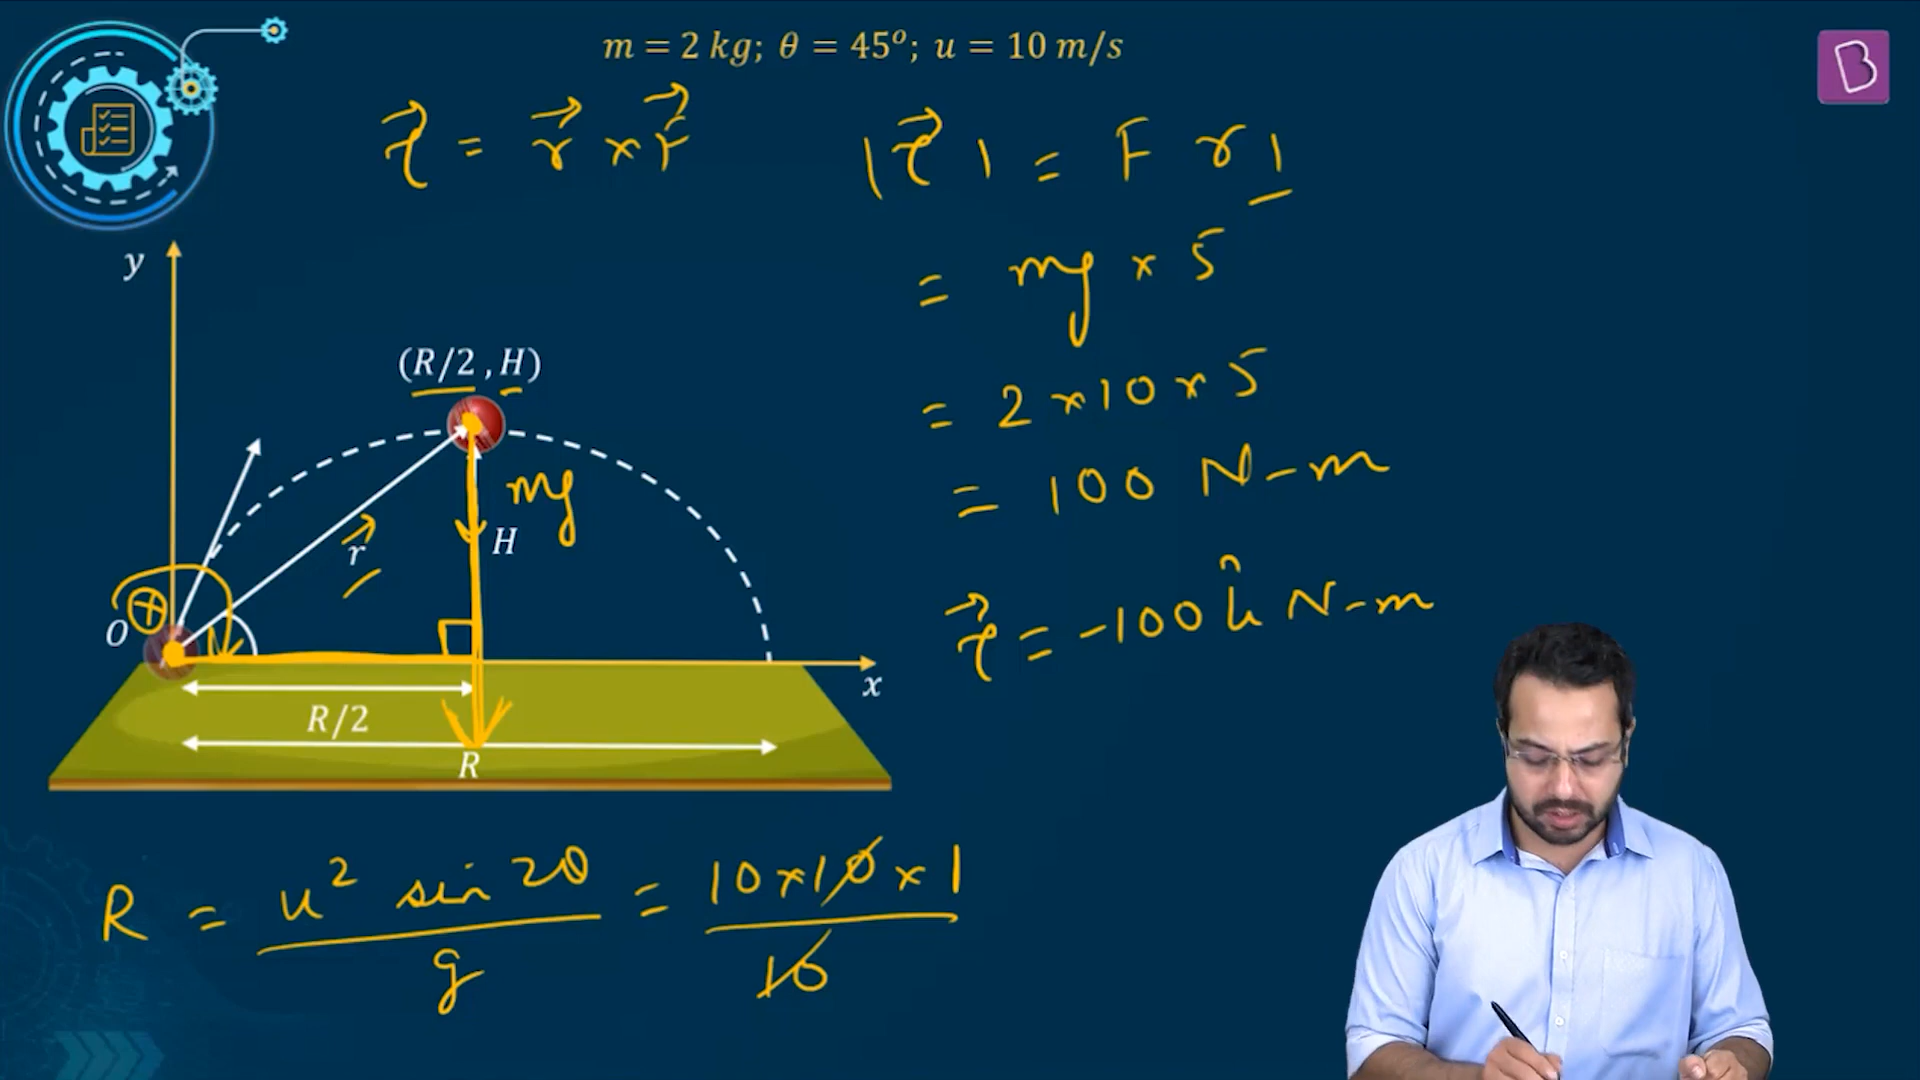 m = 2 kg; θ = 45°; u = 10 m/s
τ⃗ = r⃗ × F⃗
|τ⃗| = F r⊥
= mg × 5
= 2 × 10 × 5
= 100 N-m
τ⃗ = -100 k̂ N-m
y
(R/2 , H)
mg
H
r⃗
O
x
R/2
R
R = u² sin 2θ / g = 10 × 10 × 1 / 10
B